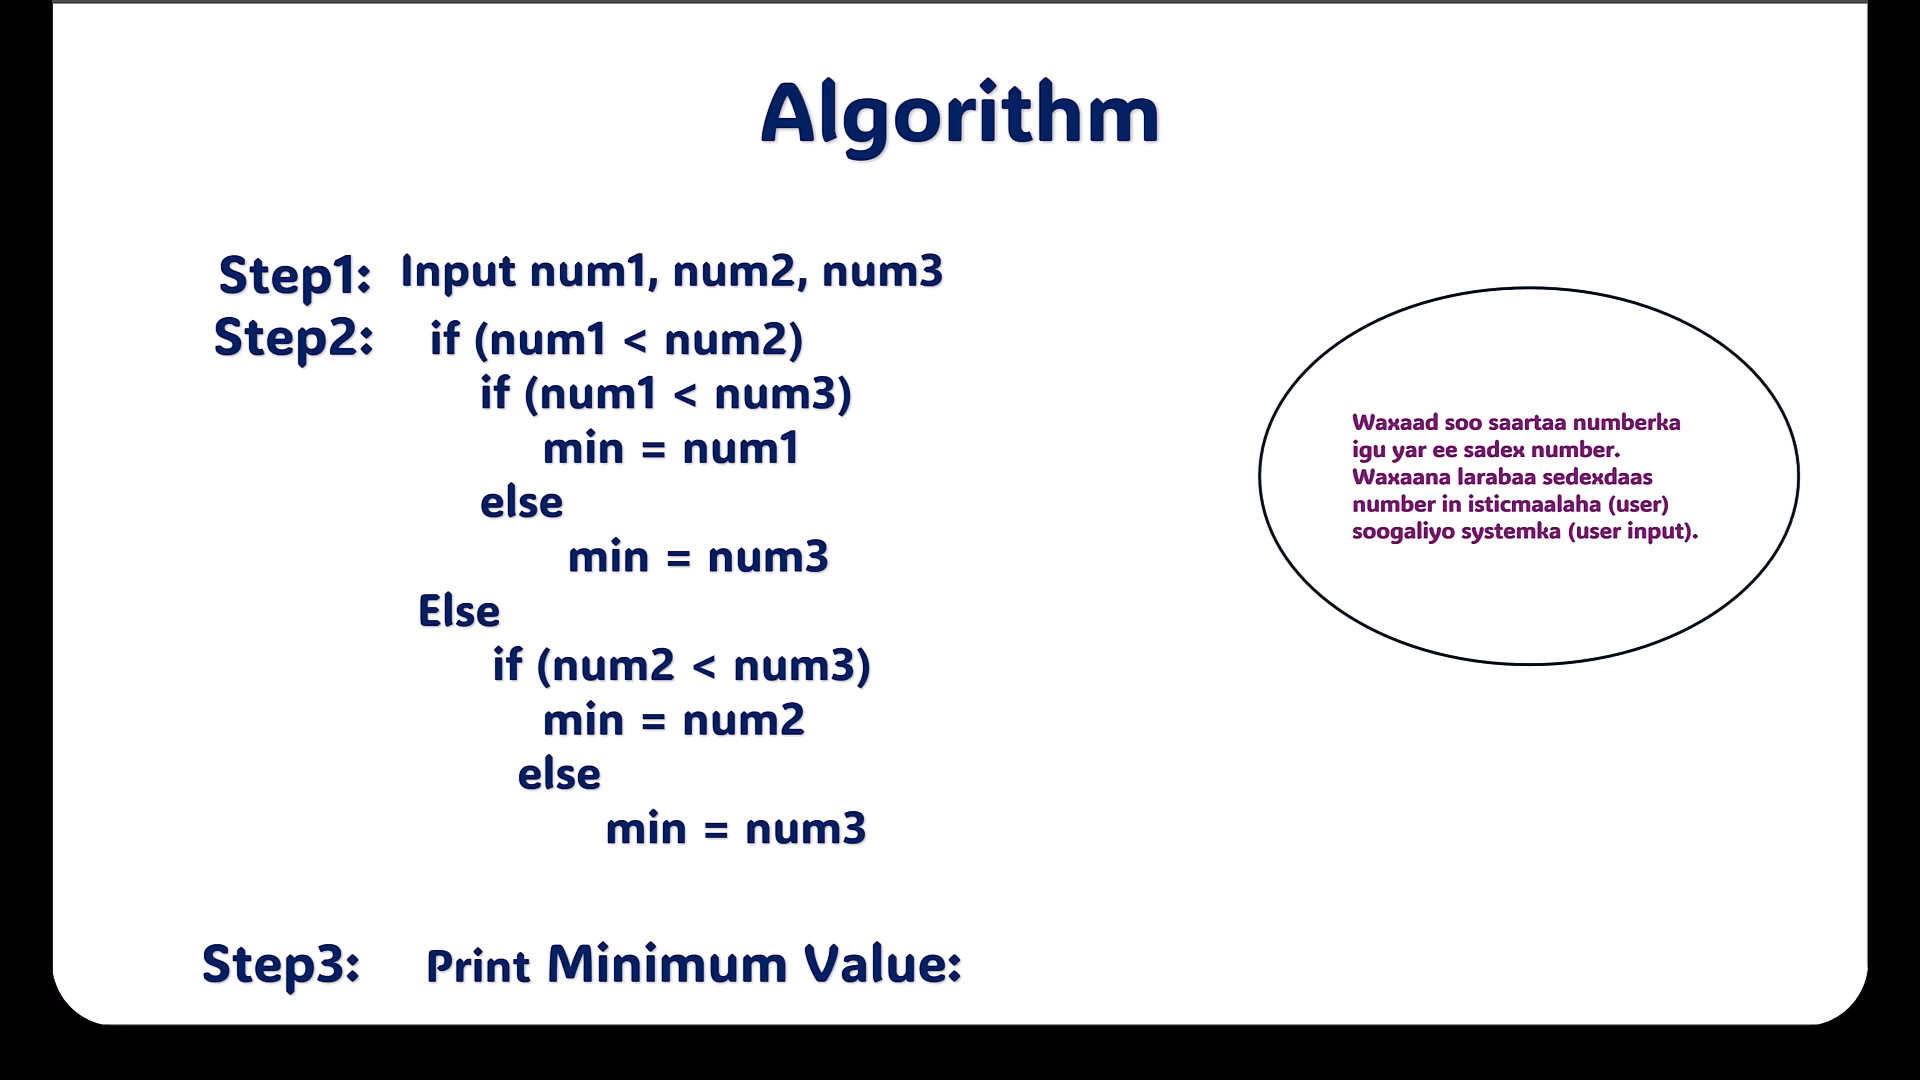 Algorithm
Step1: Input num1, num2, num3
Step2: if (num1 < num2)
if (num1 < num3)
min = num1
else
min = num3
Else
if (num2 < num3)
min = num2
else
min = num3
Step3: Print Minimum Value:
Waxaad soo saartaa numberka
igu yar ee sadex number.
Waxaana larabaa sedexdaas
number in isticmaalaha (user)
soogaliyo systemka (user input).